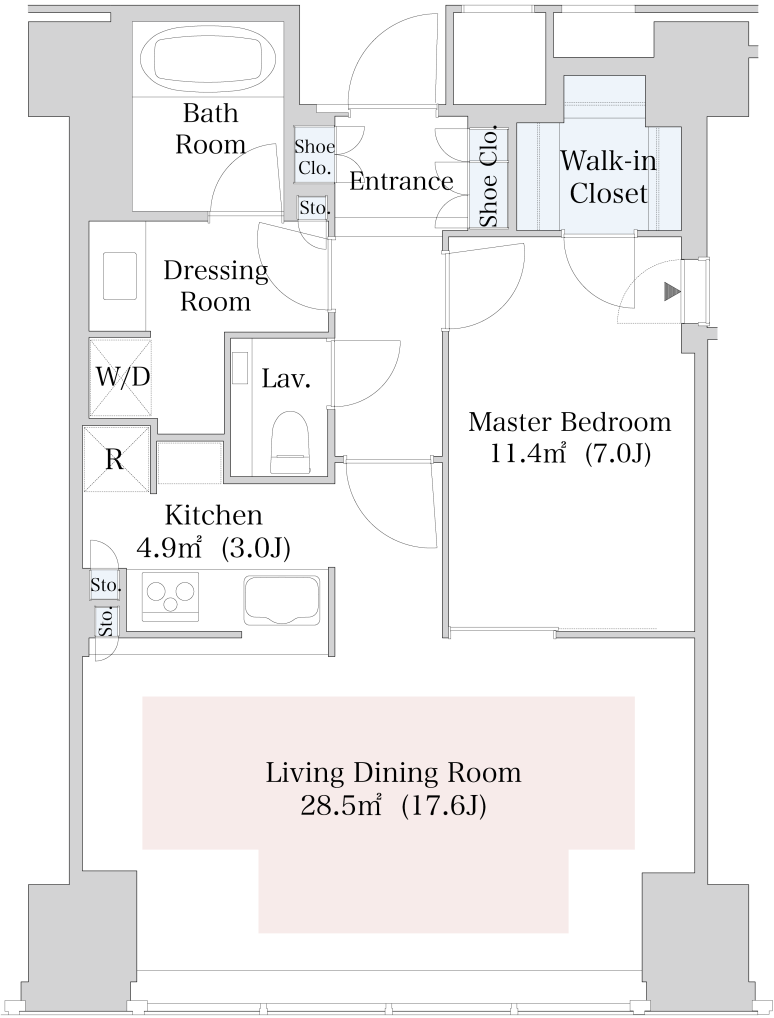 Bath
Room
Shoe
Clo.
Entrance
Shoe Clo.
Walk-in
Closet
Sto.
Dressing
Room
W/D
Lav.
Master Bedroom
11.4㎡ (7.0J)
R
Kitchen
4.9㎡ (3.0J)
Sto.
Sto.
Living Dining Room
28.5㎡ (17.6J)